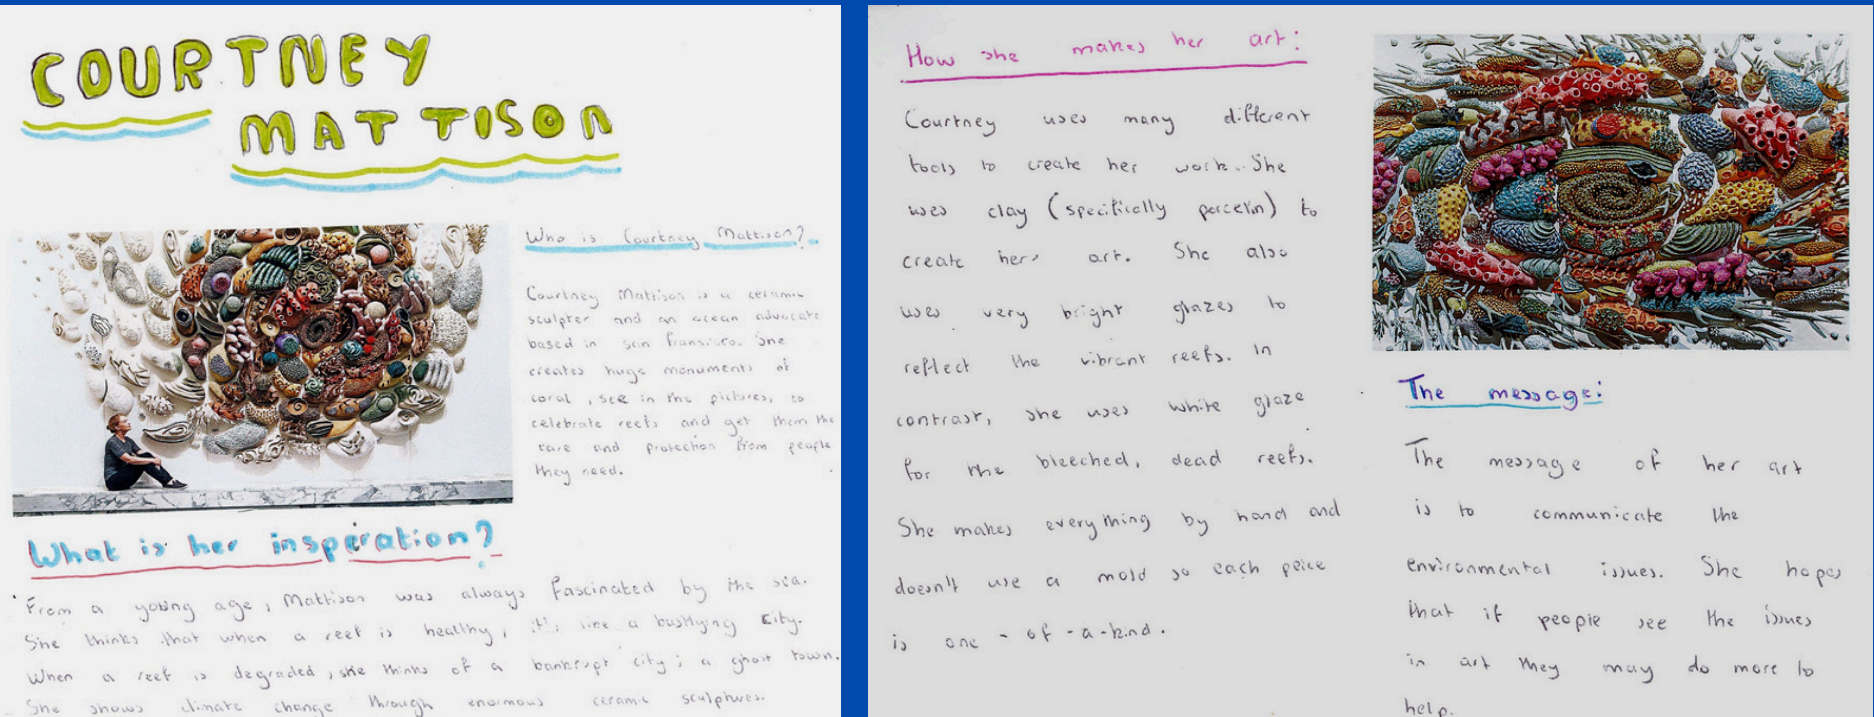 COURTNEY
MATTISON
Who is Courtney Mattison?
Courtney Mattison is a ceramic
sculpter and an ocean advocate
based in san fransisco. She
creates huge monuments of
coral, see in the pictures, to
celebrate reefs and get them the
care and protection from people
they need.
What is her inspiration?
From a young age, Mattison was always fascinated by the sea.
She thinks that when a reef is healthy, it's like a bustlying city.
When a reef is degraded, she thinks of a bankrupt city; a ghost town.
She shows climate change through enormous ceramic sculptures.
How she makes her art:
Courtney uses many different
tools to create her work. She
uses clay (specifically porcelin) to
create hers art. She also
uses very bright glazes to
reflect the vibrant reefs. In
contrast, she uses white glaze
for the bleeched, dead reefs.
She makes everything by hand and
doesn't use a mold so each peice
is one-of-a-kind.
The message:
The message of her art
is to communicate the
environmental issues. She hopes
that if people see the issues
in art they may do more to
help.